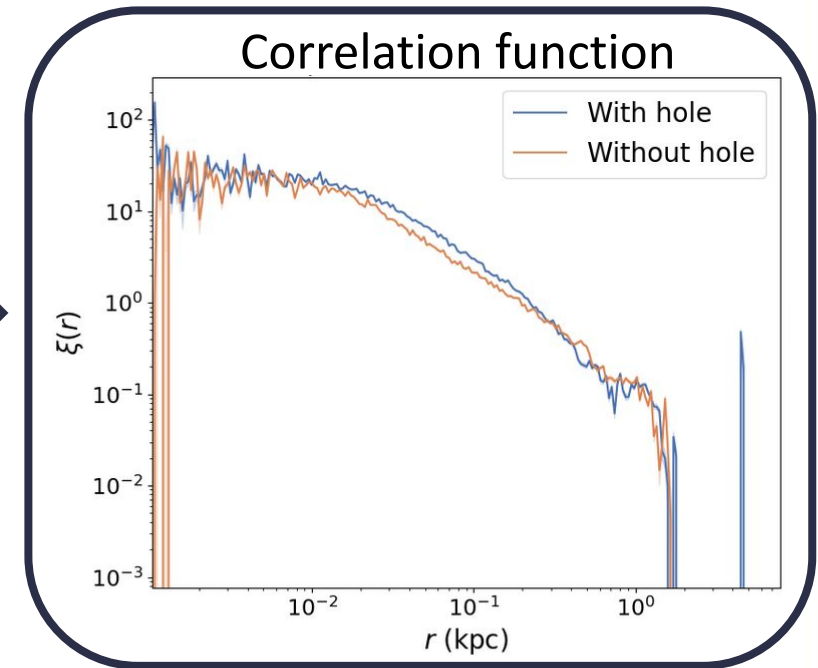 Correlation function
With hole
Without hole
10²
10¹
10⁰
10⁻¹
10⁻²
10⁻³
ξ(r)
10⁻² 10⁻¹ 10⁰
r (kpc)